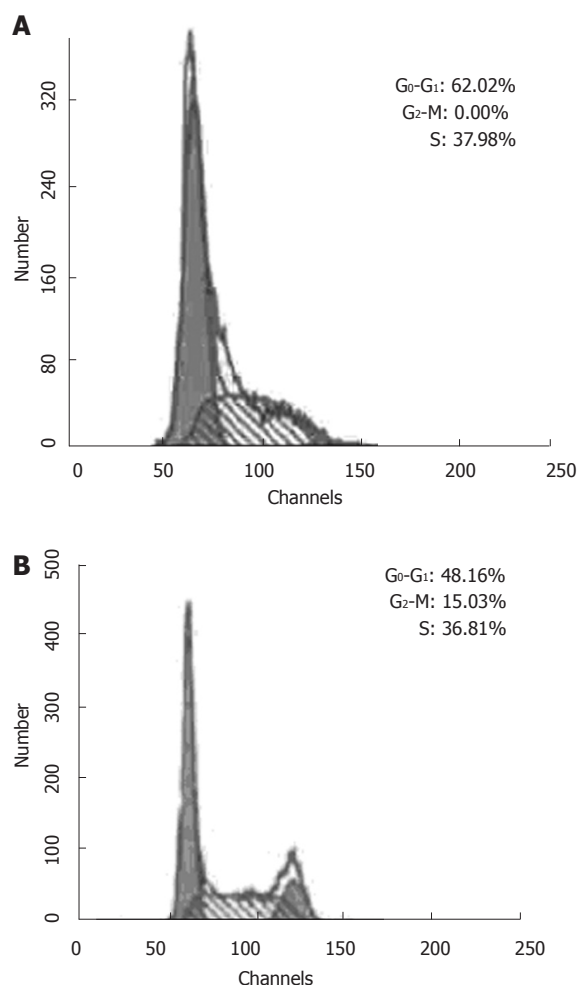 A
G₀-G₁: 62.02%
G₂-M: 0.00%
S: 37.98%
320
240
160
80
0
Number
0 50 100 150 200 250
Channels
B
G₀-G₁: 48.16%
G₂-M: 15.03%
S: 36.81%
500
400
300
200
100
0
Number
0 50 100 150 200 250
Channels